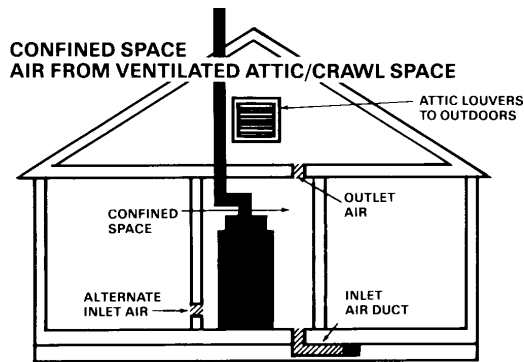 CONFINED SPACE
AIR FROM VENTILATED ATTIC/CRAWL SPACE
ATTIC LOUVERS
TO OUTDOORS
OUTLET
AIR
CONFINED
SPACE
ALTERNATE
INLET AIR
INLET
AIR DUCT